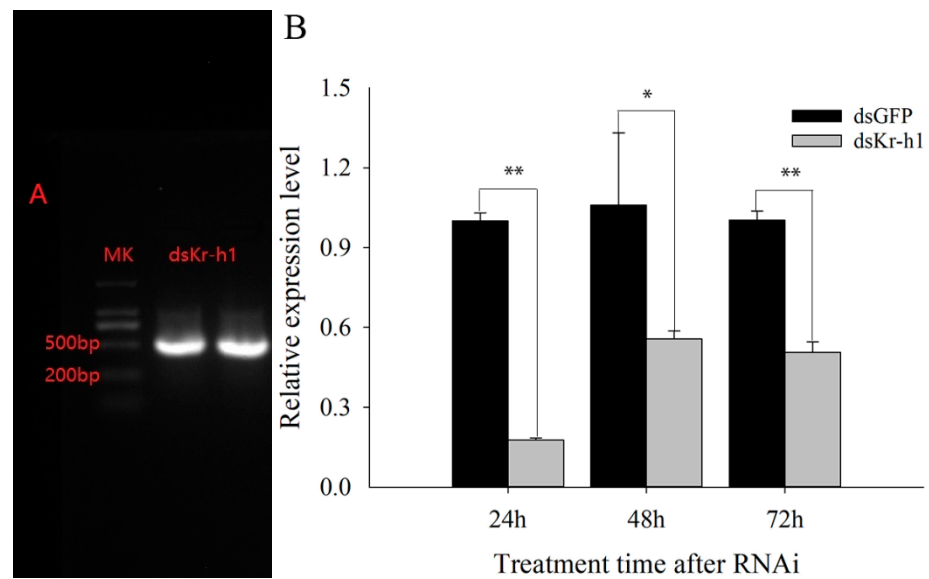 A
MK dsKr-h1
500bp
200bp
B
Relative expression level
1.5
1.2
0.9
0.6
0.3
0.0
** * **
dsGFP
dsKr-h1
24h 48h 72h
Treatment time after RNAi